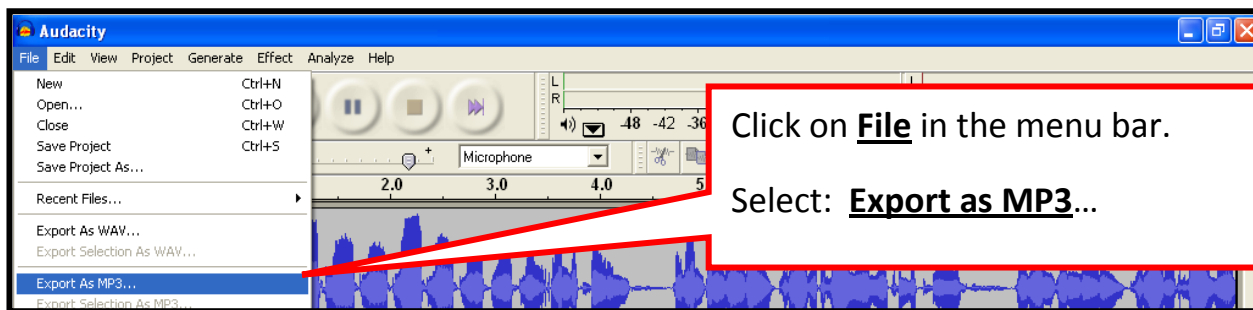 Audacity
File Edit View Project Generate Effect Analyze Help
New Ctrl+N
Open... Ctrl+O
Close Ctrl+W
Save Project Ctrl+S
Save Project As...
Recent Files...
Export As WAV...
Export Selection As WAV...
Export As MP3...
Export Selection As MP3...
L
R
-48 -42 -36
L
Microphone
2.0 3.0 4.0 5
Click on File in the menu bar.
Select: Export as MP3...